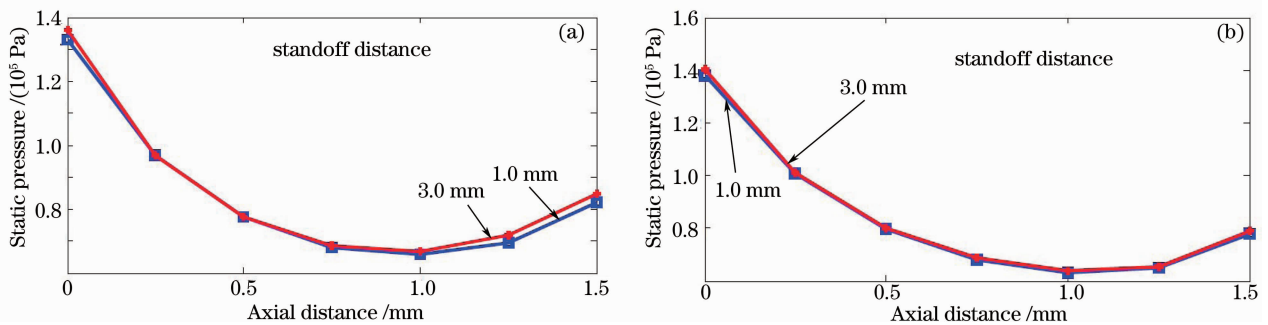 1.4
1.2
1.0
0.8
Static pressure /(10⁵ Pa)
standoff distance
(a)
3.0 mm
1.0 mm
0
0.5
1.0
1.5
Axial distance /mm
1.6
1.4
1.2
1.0
0.8
Static pressure /(10⁵ Pa)
standoff distance
(b)
3.0 mm
1.0 mm
0
0.5
1.0
1.5
Axial distance /mm